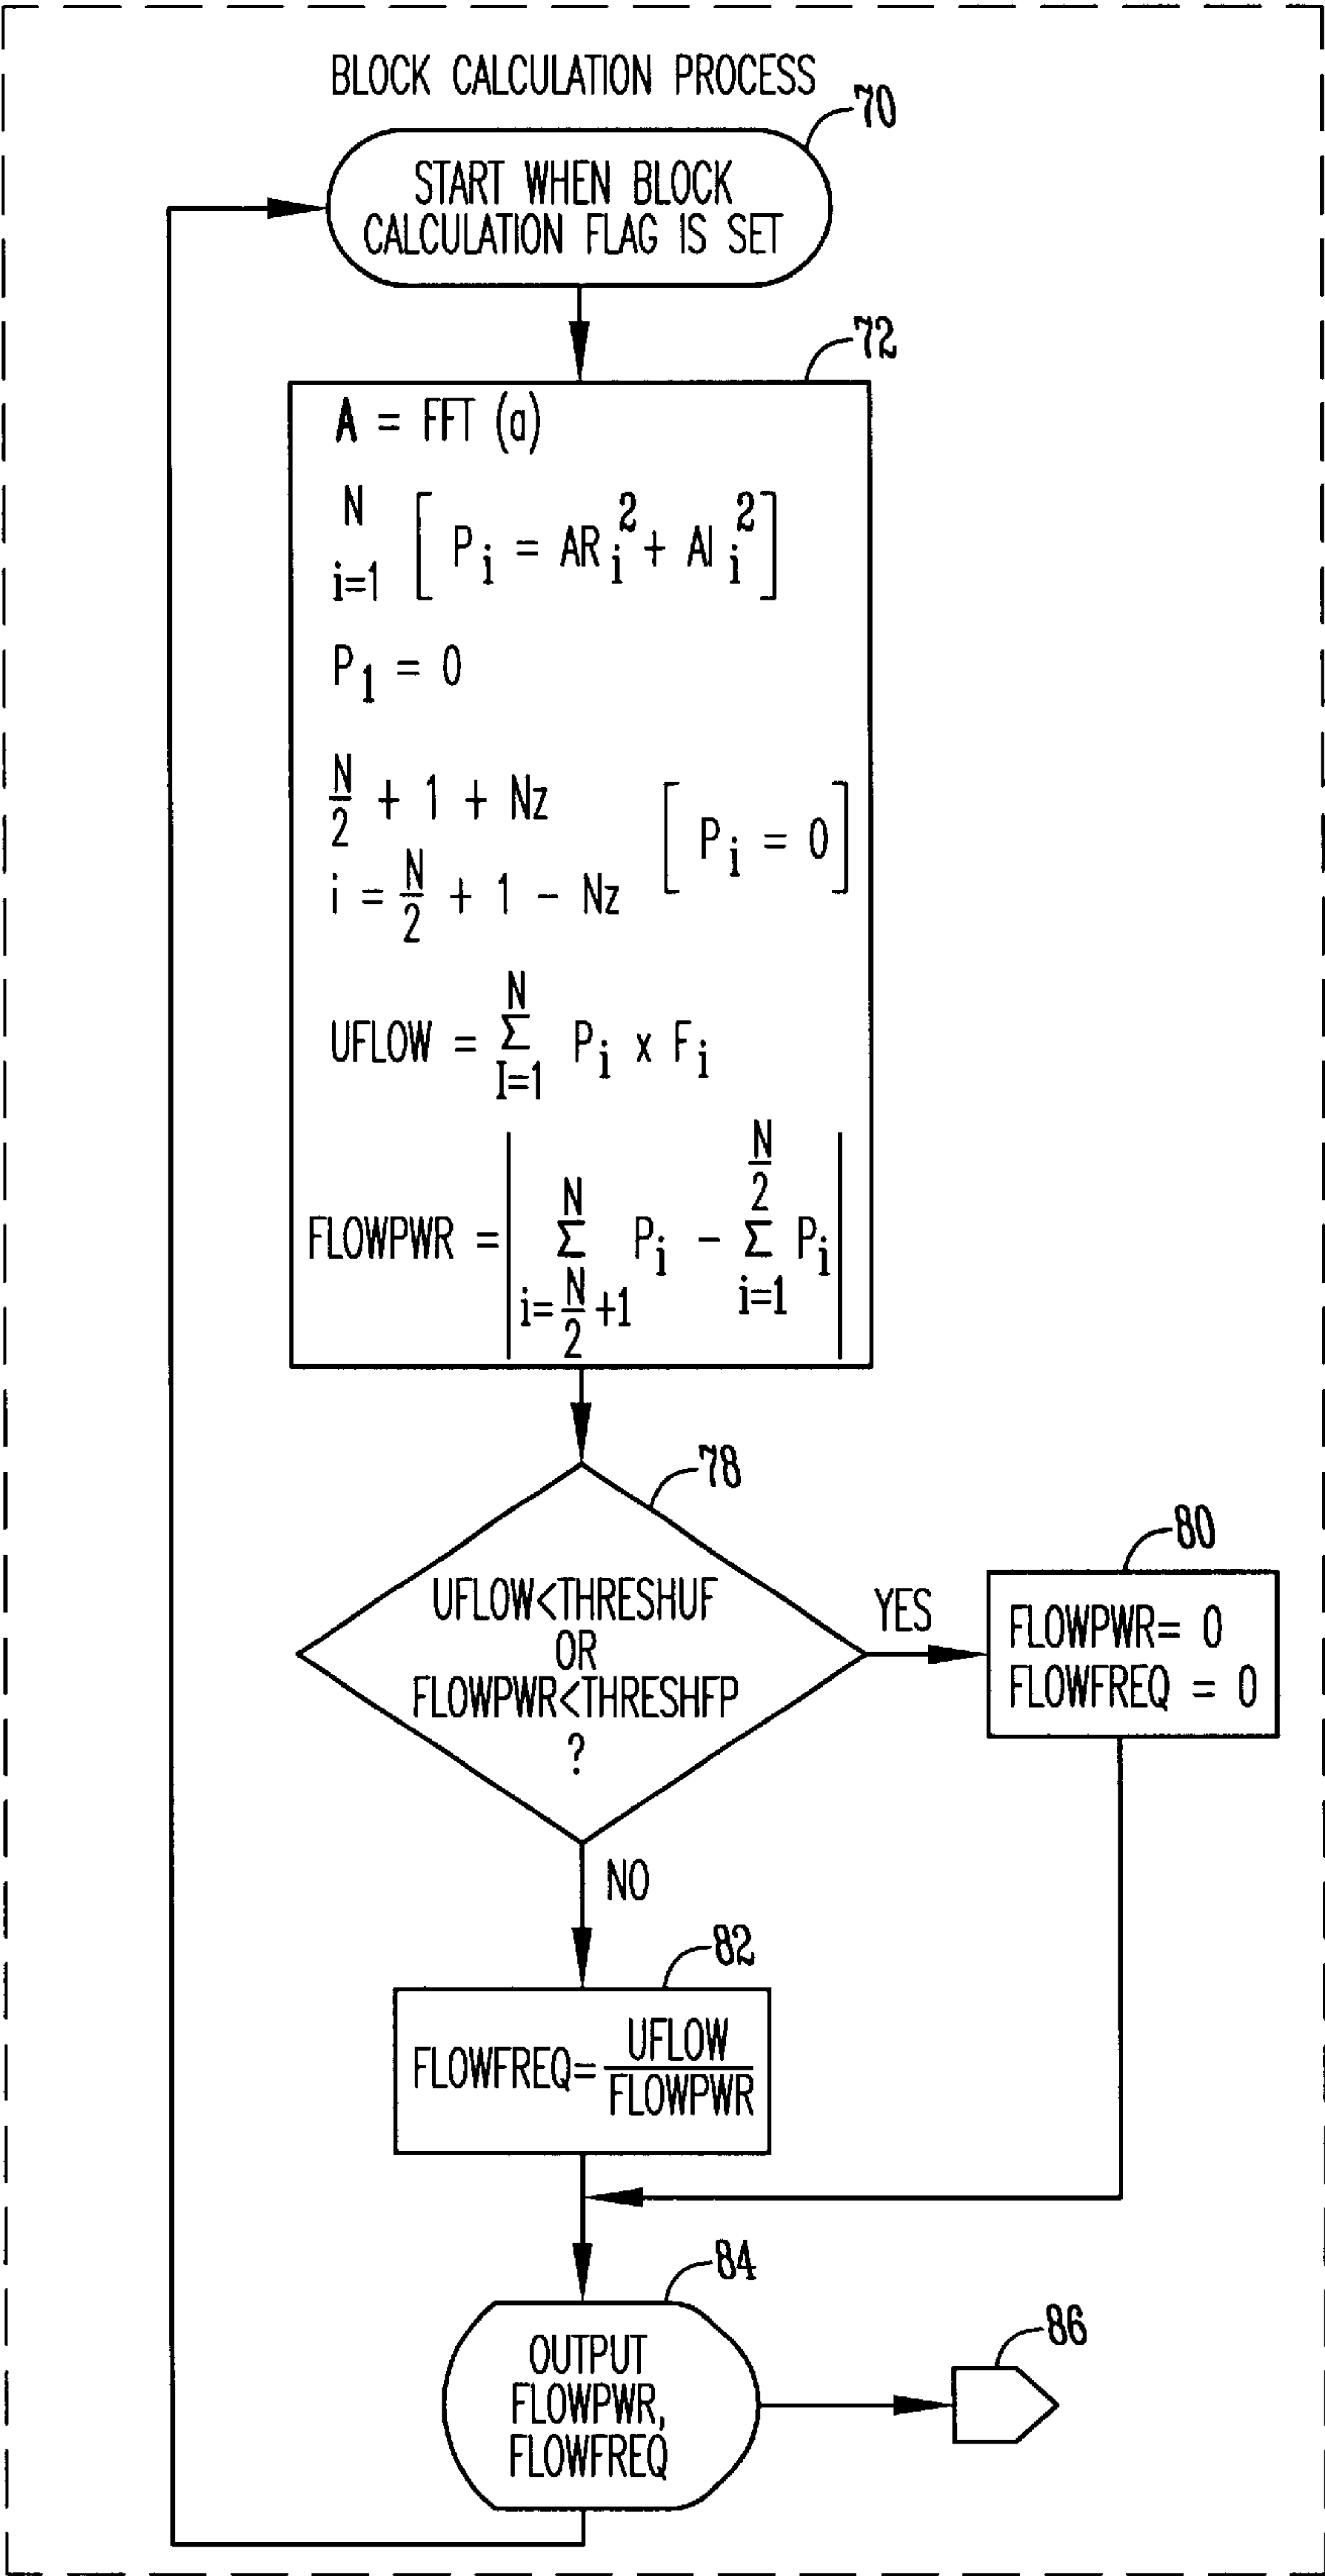 BLOCK CALCULATION PROCESS
70
START WHEN BLOCK
CALCULATION FLAG IS SET
72
A = FFT (a)
N
i=1 [ P_i = AR_i^2 + AI_i^2 ]
P_1 = 0
N/2 + 1 + Nz
i = N/2 + 1 - Nz [ P_i = 0 ]
UFLOW = Σ_{I=1}^{N} P_i x F_i
FLOWPWR = | Σ_{i=N/2+1}^{N} P_i - Σ_{i=1}^{N/2} P_i |
78
UFLOW<THRESHUF
OR
FLOWPWR<THRESHFP
?
YES
80
FLOWPWR= 0
FLOWFREQ = 0
NO
82
FLOWFREQ= UFLOW/FLOWPWR
84
OUTPUT
FLOWPWR,
FLOWFREQ
86